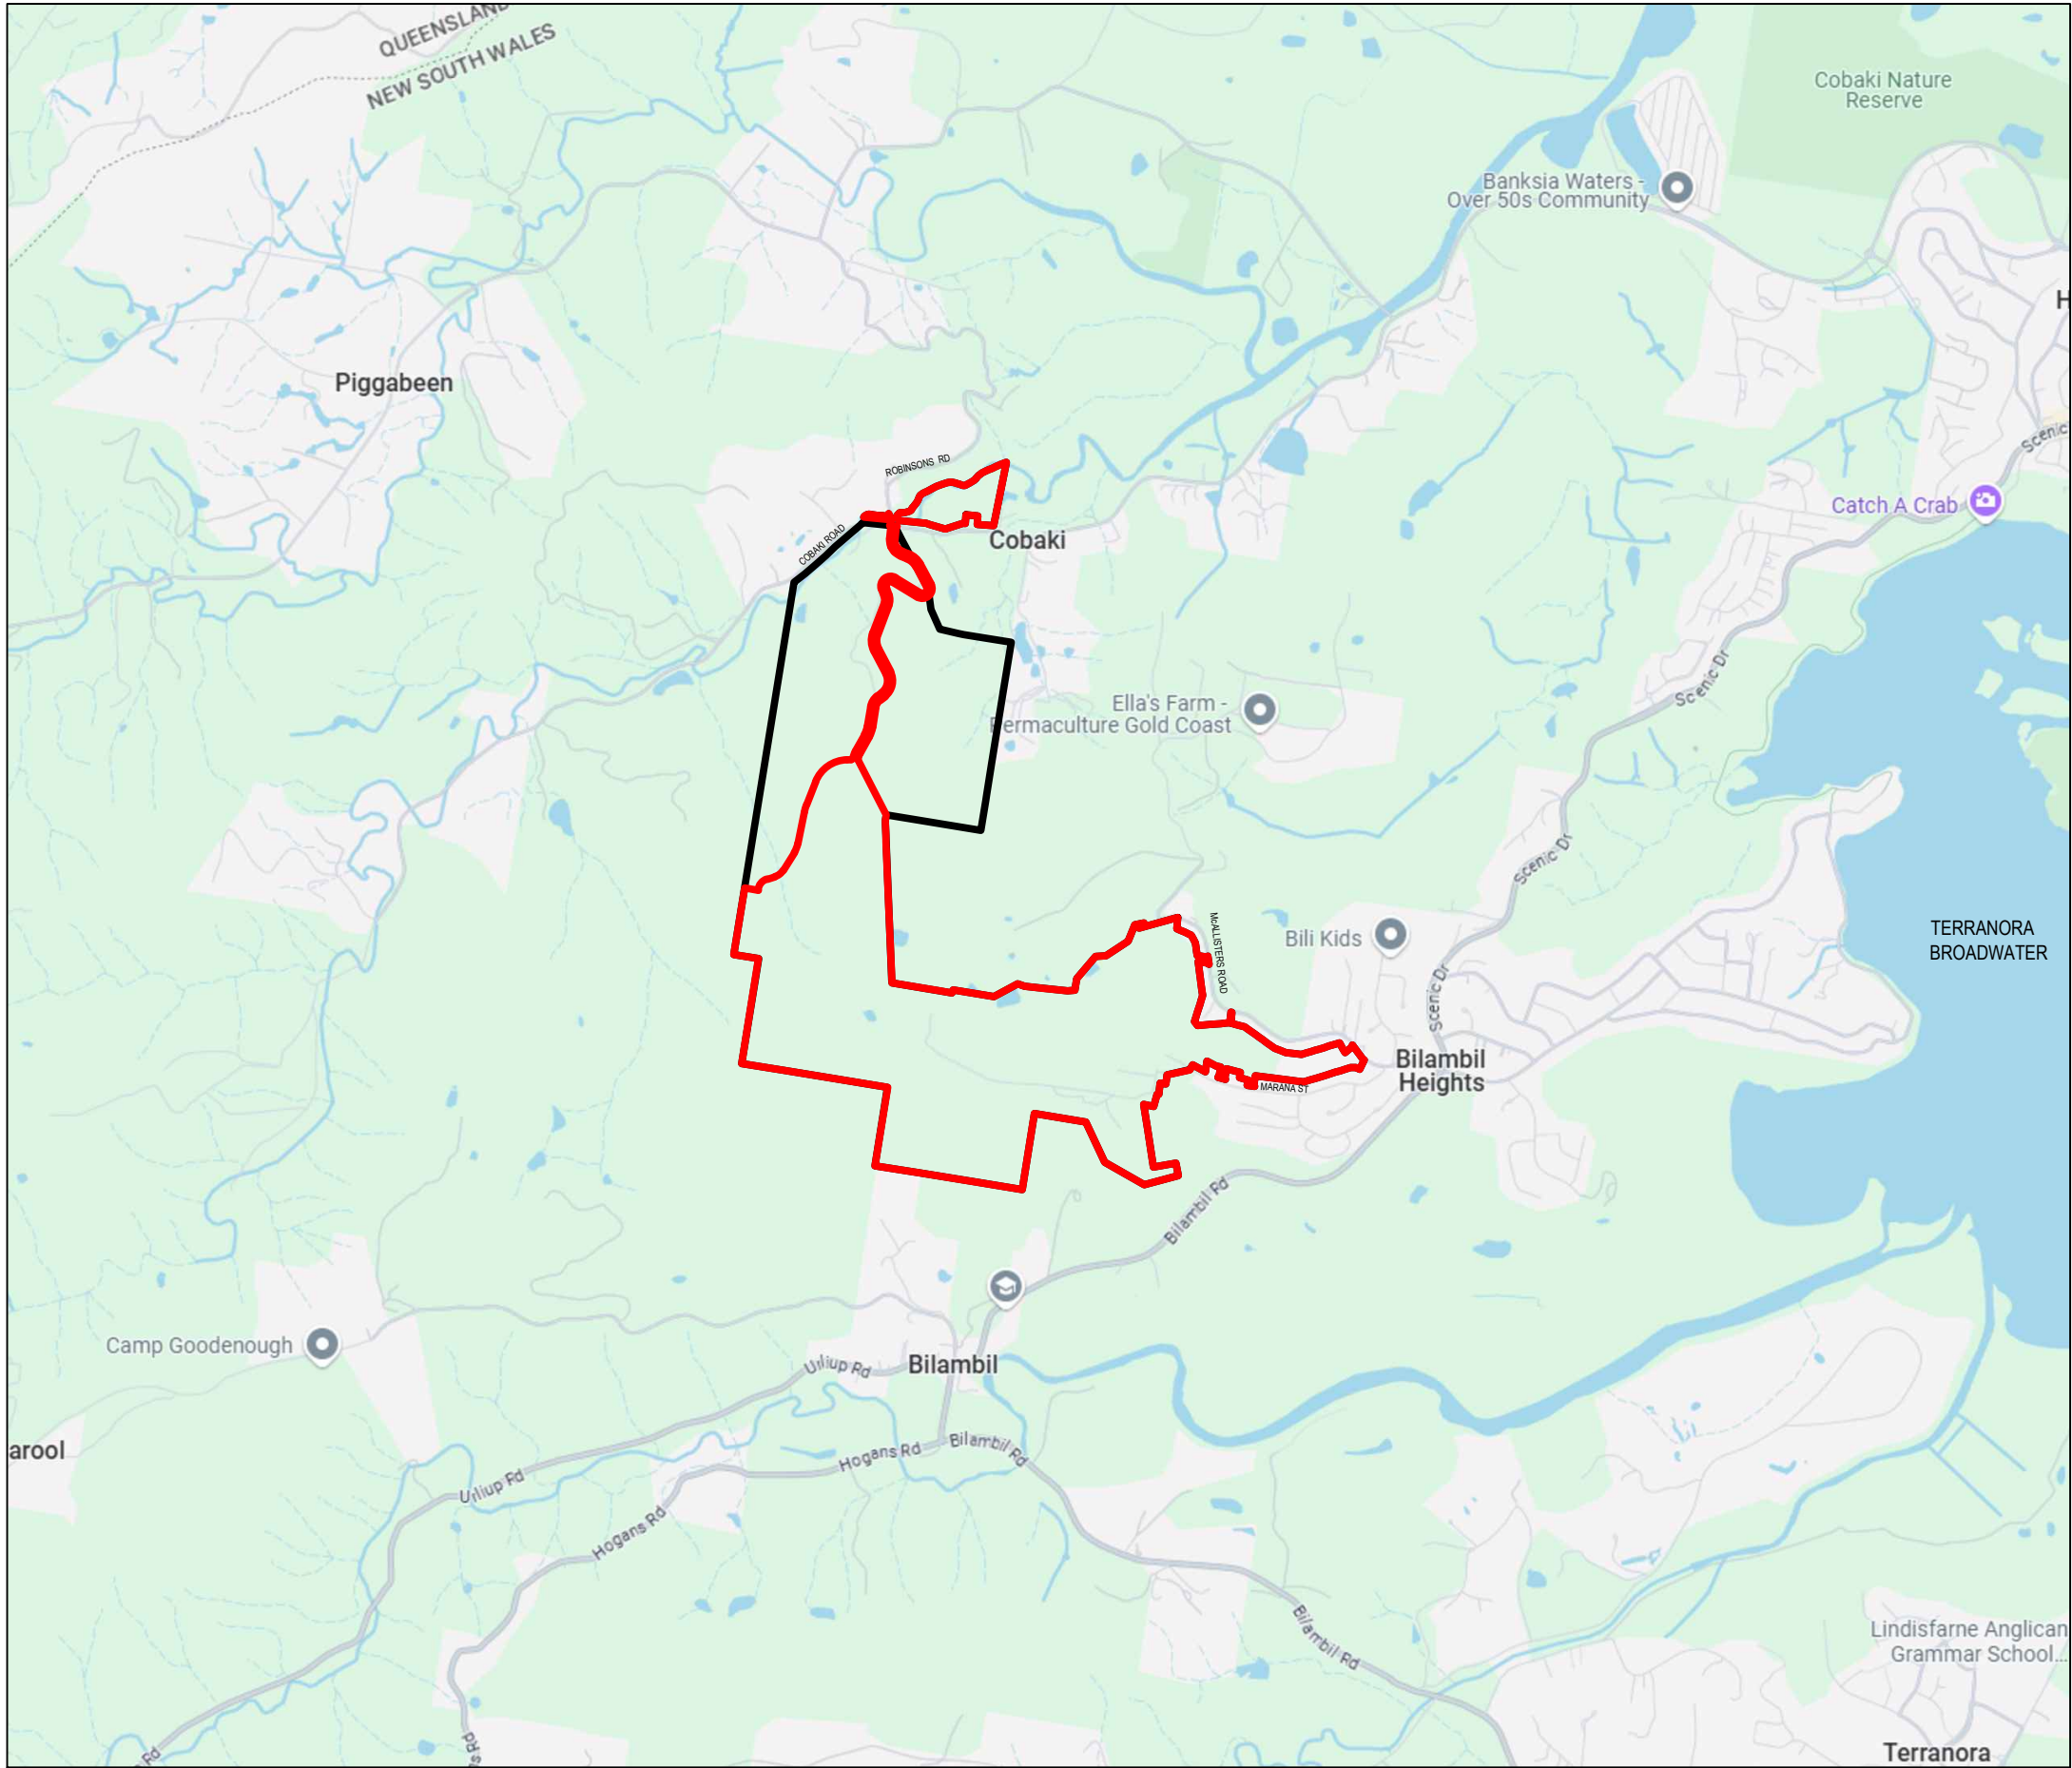 QUEENSLAND
NEW SOUTH WALES
Cobaki Nature
Reserve
Banksia Waters -
Over 50s Community
H
Piggabeen
Scenic
ROBINSONS RD
Catch A Crab
COBAKI ROAD
Cobaki
Scenic Dr
Ella's Farm -
Permaculture Gold Coast
Scenic Dr
McALLISTERS ROAD
Bili Kids
TERRANORA
BROADWATER
Scenic Dr
Bilambil
Heights
MARANA ST
Bilambil Rd
Camp Goodenough
Urliup Rd
Bilambil
arool
Hogans Rd
Bilambil Rd
Urliup Rd
Hogans Rd
Bilambil Rd
Lindisfarne Anglican
Grammar School...
Rd
s Rd
Terranora